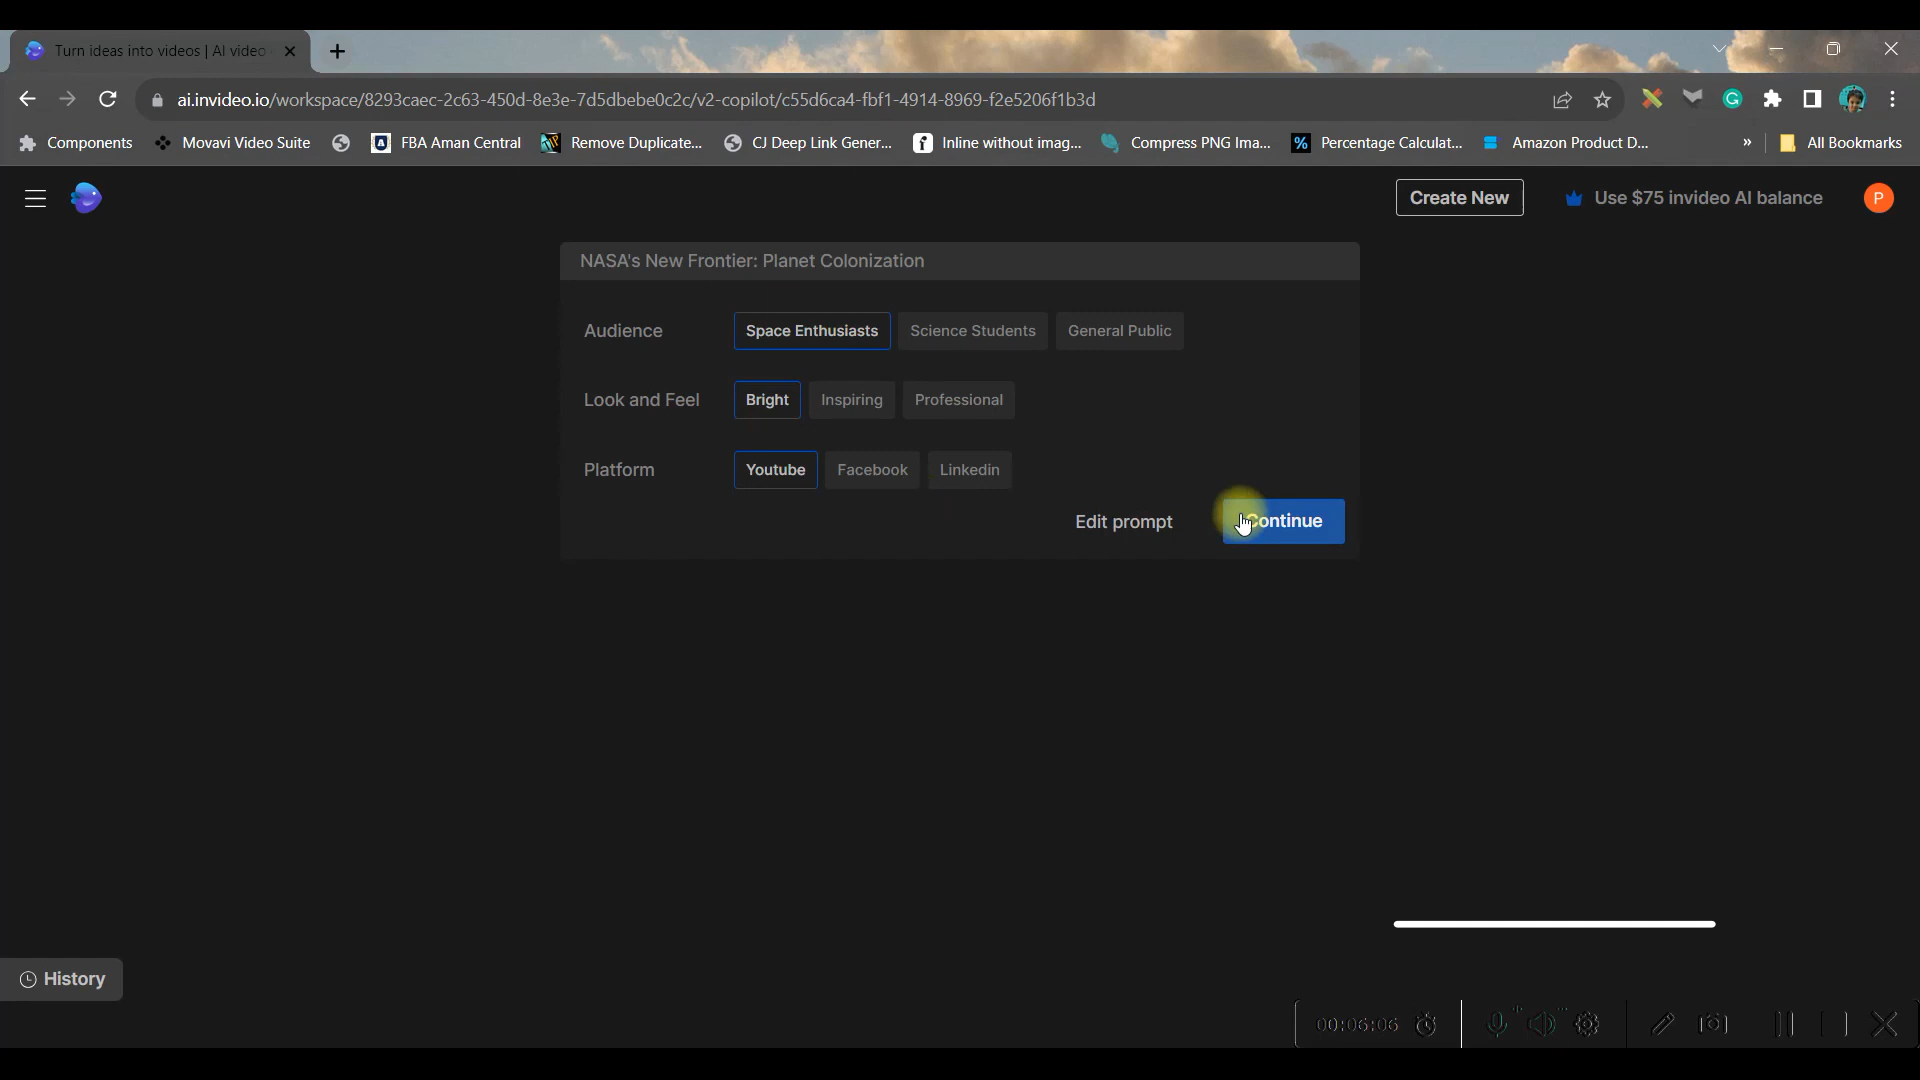 Turn ideas into videos | AI video
ai.invideo.io/workspace/8293caec-2c63-450d-8e3e-7d5dbebe0c2c/v2-copilot/c55d6ca4-fbf1-4914-8969-f2e5206f1b3d
Components Movavi Video Suite FBA Aman Central Remove Duplicate... CJ Deep Link Gener... Inline without imag... Compress PNG Ima... % Percentage Calculat... Amazon Product D... » All Bookmarks
Create New Use $75 invideo AI balance P
NASA's New Frontier: Planet Colonization
Audience Space Enthusiasts Science Students General Public
Look and Feel Bright Inspiring Professional
Platform Youtube Facebook Linkedin
Edit prompt Continue
History
00:06:06